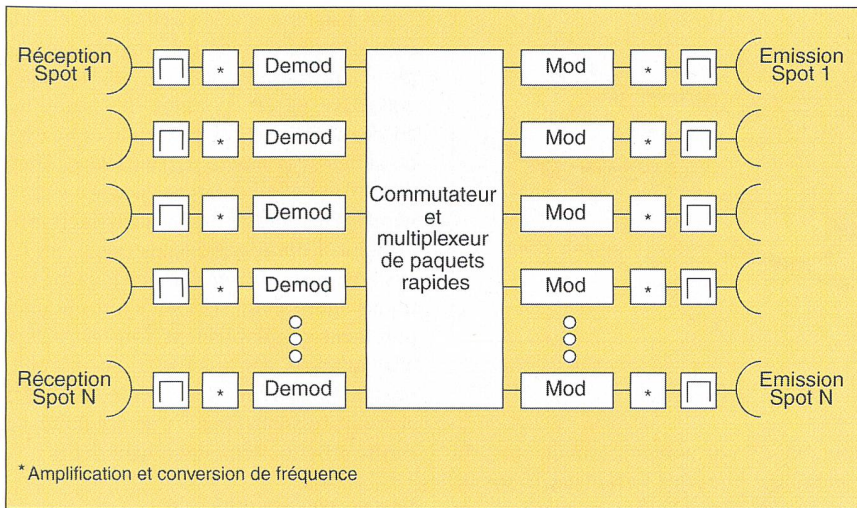 Réception
Spot 1
*
Demod
Mod
*
Emission
Spot 1
*
Demod
Mod
*
*
Demod
Commutateur
et
multiplexeur
de paquets
rapides
Mod
*
*
Demod
Mod
*
Réception
Spot N
*
Demod
Mod
*
Emission
Spot N
* Amplification et conversion de fréquence